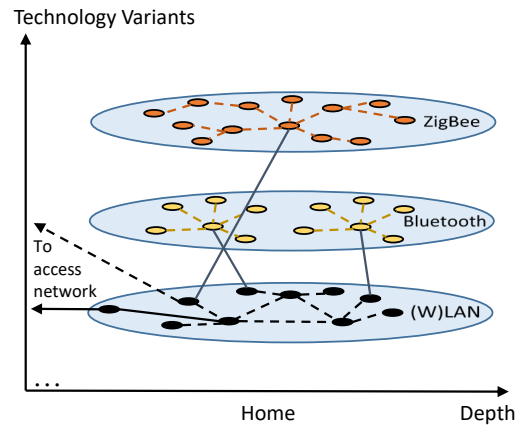 Technology Variants
ZigBee
Bluetooth
To
access
network
(W)LAN
...
Home
Depth